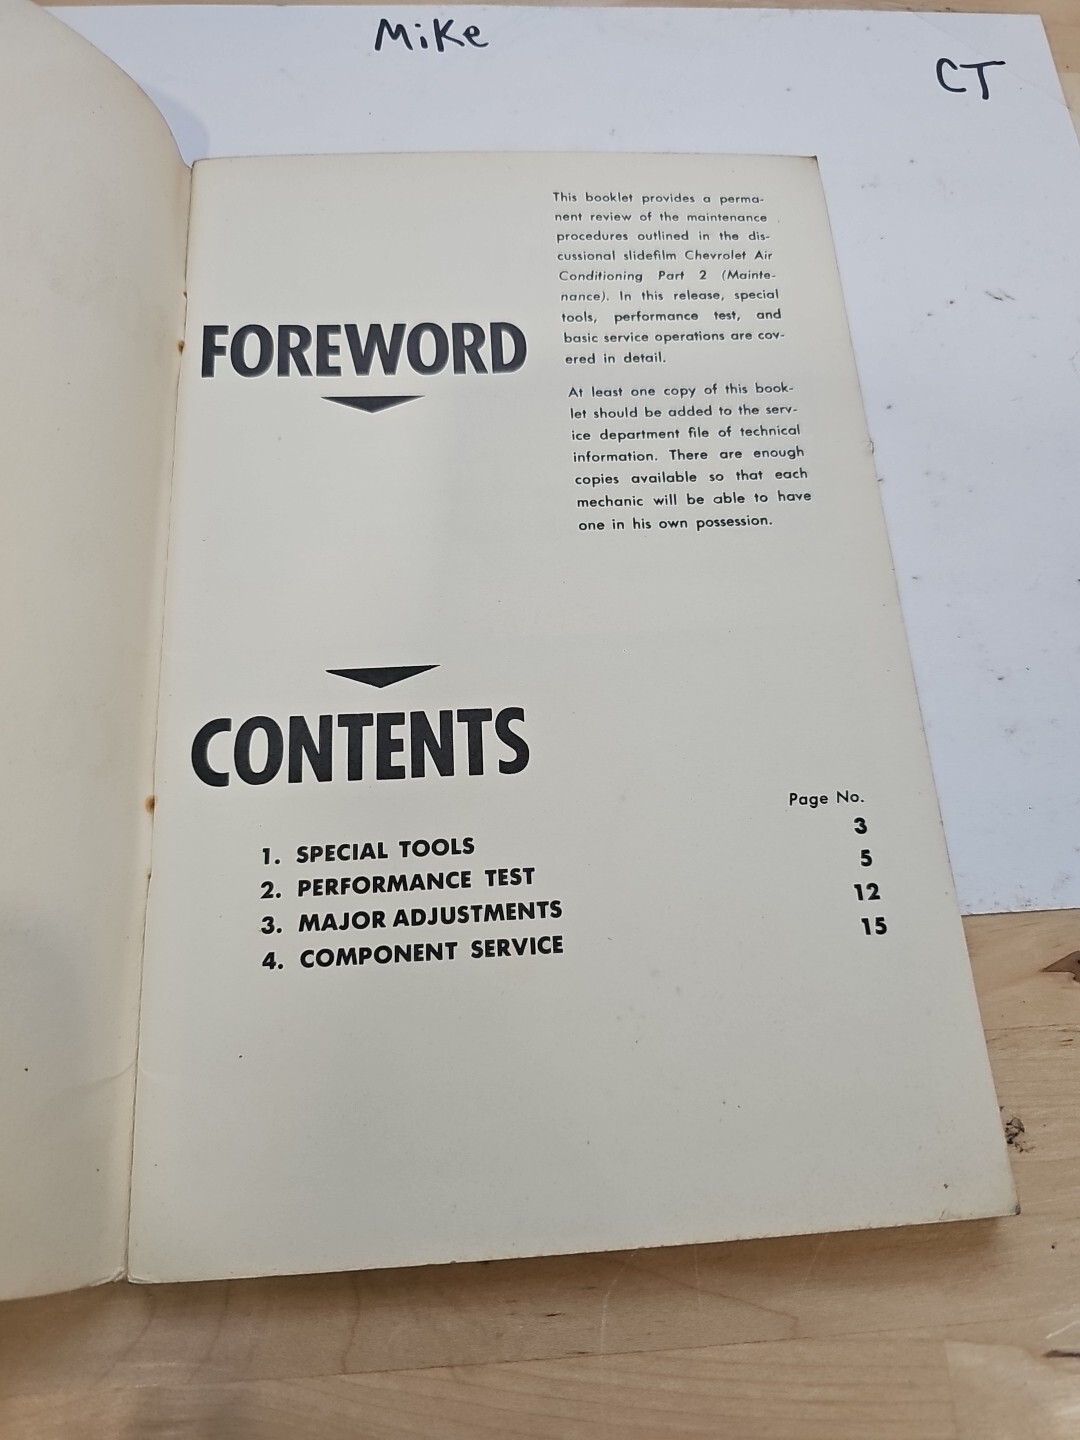 Mike
CT
FOREWORD
This booklet provides a perma-
nent review of the maintenance
procedures outlined in the dis-
cussional slidefilm Chevrolet Air
Conditioning Part 2 (Mainte-
nance). In this release, special
tools, performance test, and
basic service operations are cov-
ered in detail.
At least one copy of this book-
let should be added to the serv-
ice department file of technical
information. There are enough
copies available so that each
mechanic will be able to have
one in his own possession.
CONTENTS
Page No.
1. SPECIAL TOOLS 3
2. PERFORMANCE TEST 5
3. MAJOR ADJUSTMENTS 12
4. COMPONENT SERVICE 15